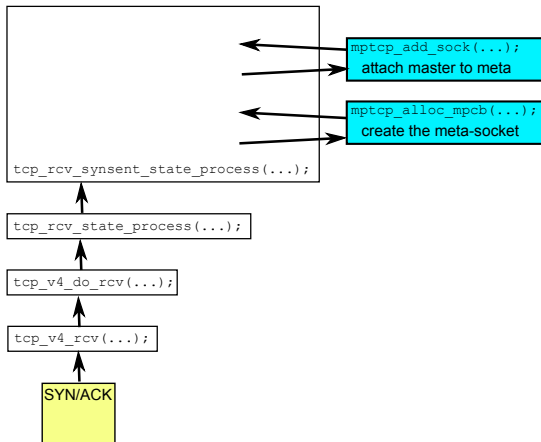 mptcp_add_sock(...);
attach master to meta
mptcp_alloc_mpcb(...);
create the meta-socket
tcp_rcv_synsent_state_process(...);
tcp_rcv_state_process(...);
tcp_v4_do_rcv(...);
tcp_v4_rcv(...);
SYN/ACK